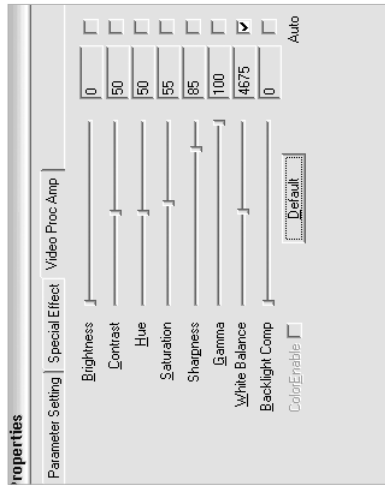 roperties
Parameter Setting Special Effect Video Proc Amp
Brightness 0
Contrast 50
Hue 50
Saturation 55
Sharpness 85
Gamma 100
White Balance 4675
Backlight Comp 0
ColorEnable Default Auto